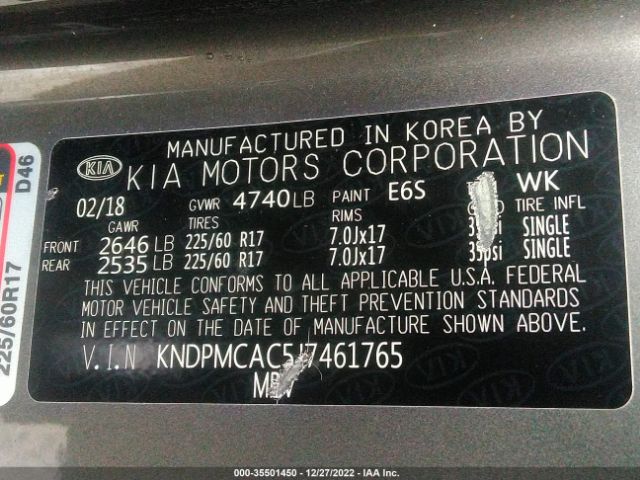 MANUFACTURED IN KOREA BY
KIA KIA MOTORS CORPORATION
02/18 GVWR 4740 LB PAINT E6S WK
GAWR TIRES RIMS TIRE INFL
FRONT 2646 LB 225/60 R17 7.0Jx17 SINGLE
REAR 2535 LB 225/60 R17 7.0Jx17 35psi SINGLE
THIS VEHICLE CONFORMS TO ALL APPLICABLE U.S.A. FEDERAL
MOTOR VEHICLE SAFETY AND THEFT PREVENTION STANDARDS
IN EFFECT ON THE DATE OF MANUFACTURE SHOWN ABOVE.
V.I.N KNDPMCAC5J7461765
225/60R17 D46
000-35501450 - 12/27/2022 - IAA Inc.